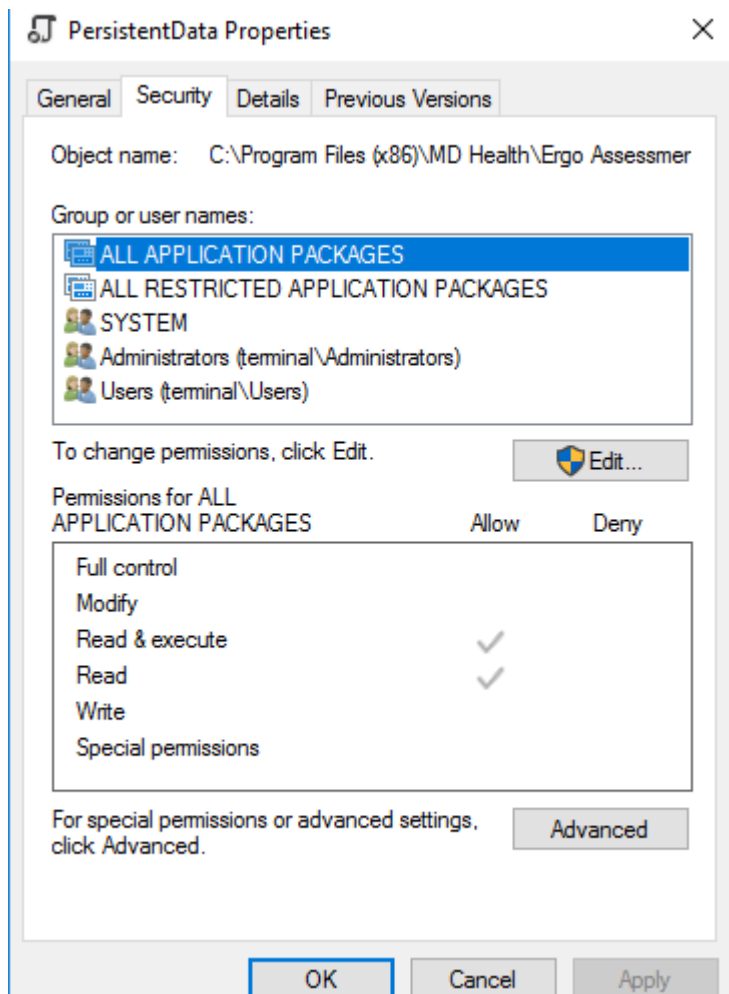 PersistentData Properties
General Security Details Previous Versions
Object name: C:\Program Files (x86)\MD Health\Ergo Assessmer
Group or user names:
ALL APPLICATION PACKAGES
ALL RESTRICTED APPLICATION PACKAGES
SYSTEM
Administrators (terminal\Administrators)
Users (terminal\Users)
To change permissions, click Edit.
Edit...
Permissions for ALL
APPLICATION PACKAGES Allow Deny
Full control
Modify
Read & execute
Read
Write
Special permissions
For special permissions or advanced settings,
click Advanced.
Advanced
OK Cancel Apply